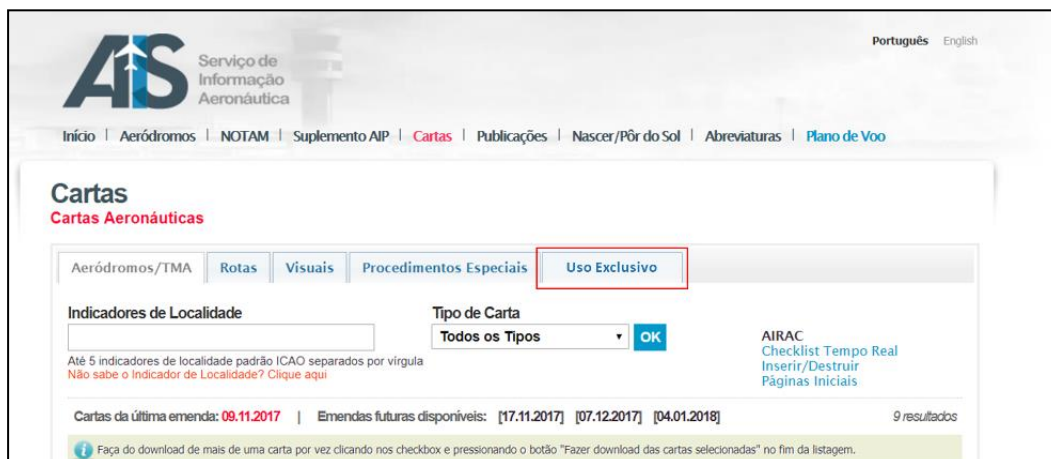 Português English
AIS
Serviço de
Informação
Aeronáutica
Início | Aeródromos | NOTAM | Suplemento AIP | Cartas | Publicações | Nascer/Pôr do Sol | Abreviaturas | Plano de Voo
Cartas
Cartas Aeronáuticas
Aeródromos/TMA Rotas Visuais Procedimentos Especiais Uso Exclusivo
Indicadores de Localidade
Até 5 indicadores de localidade padrão ICAO separados por vírgula
Não sabe o Indicador de Localidade? Clique aqui
Tipo de Carta
Todos os Tipos OK
AIRAC
Checklist Tempo Real
Inserir/Destruir
Páginas Iniciais
Cartas da última emenda: 09.11.2017 | Emendas futuras disponíveis: [17.11.2017] [07.12.2017] [04.01.2018] 9 resultados
Faça do download de mais de uma carta por vez clicando nos checkbox e pressionando o botão "Fazer download das cartas selecionadas" no fim da listagem.